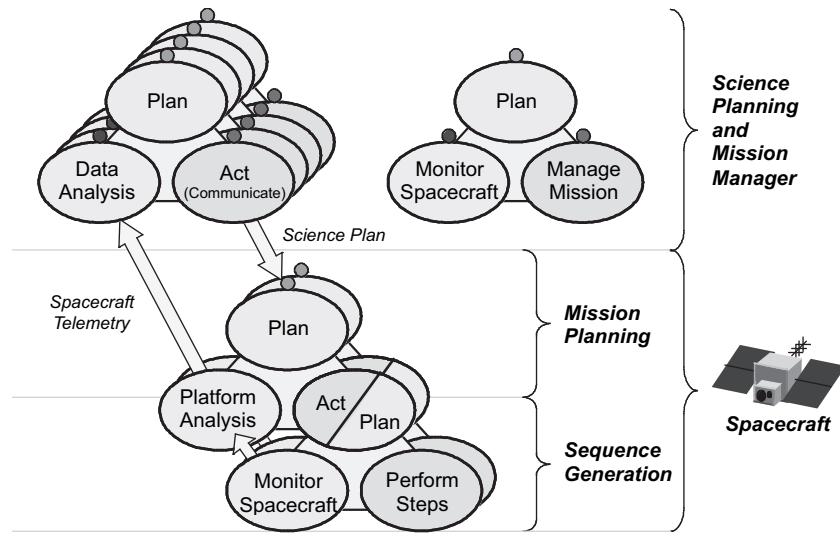 Plan
Data
Analysis
Act
(Communicate)
Plan
Monitor
Spacecraft
Manage
Mission
Science
Planning
and
Mission
Manager
Science Plan
Spacecraft
Telemetry
Plan
Mission
Planning
Platform
Analysis
Act
Plan
Monitor
Spacecraft
Perform
Steps
Sequence
Generation
Spacecraft